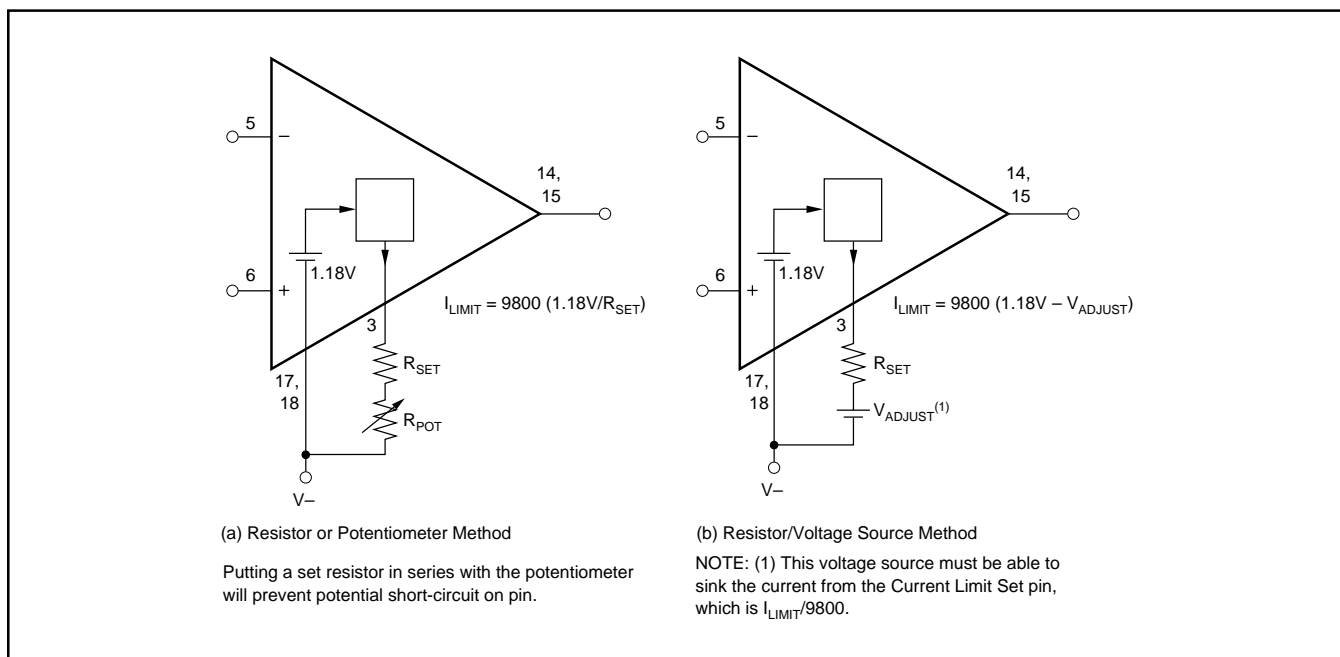 5
−
14,
15
1.18V
6
+
I_LIMIT = 9800 (1.18V/R_SET)
3
R_SET
17,
18
R_POT
V–
(a) Resistor or Potentiometer Method
Putting a set resistor in series with the potentiometer
will prevent potential short-circuit on pin.
5
−
14,
15
1.18V
6
+
I_LIMIT = 9800 (1.18V – V_ADJUST)
3
R_SET
17,
18
V_ADJUST(1)
V–
(b) Resistor/Voltage Source Method
NOTE: (1) This voltage source must be able to
sink the current from the Current Limit Set pin,
which is I_LIMIT/9800.